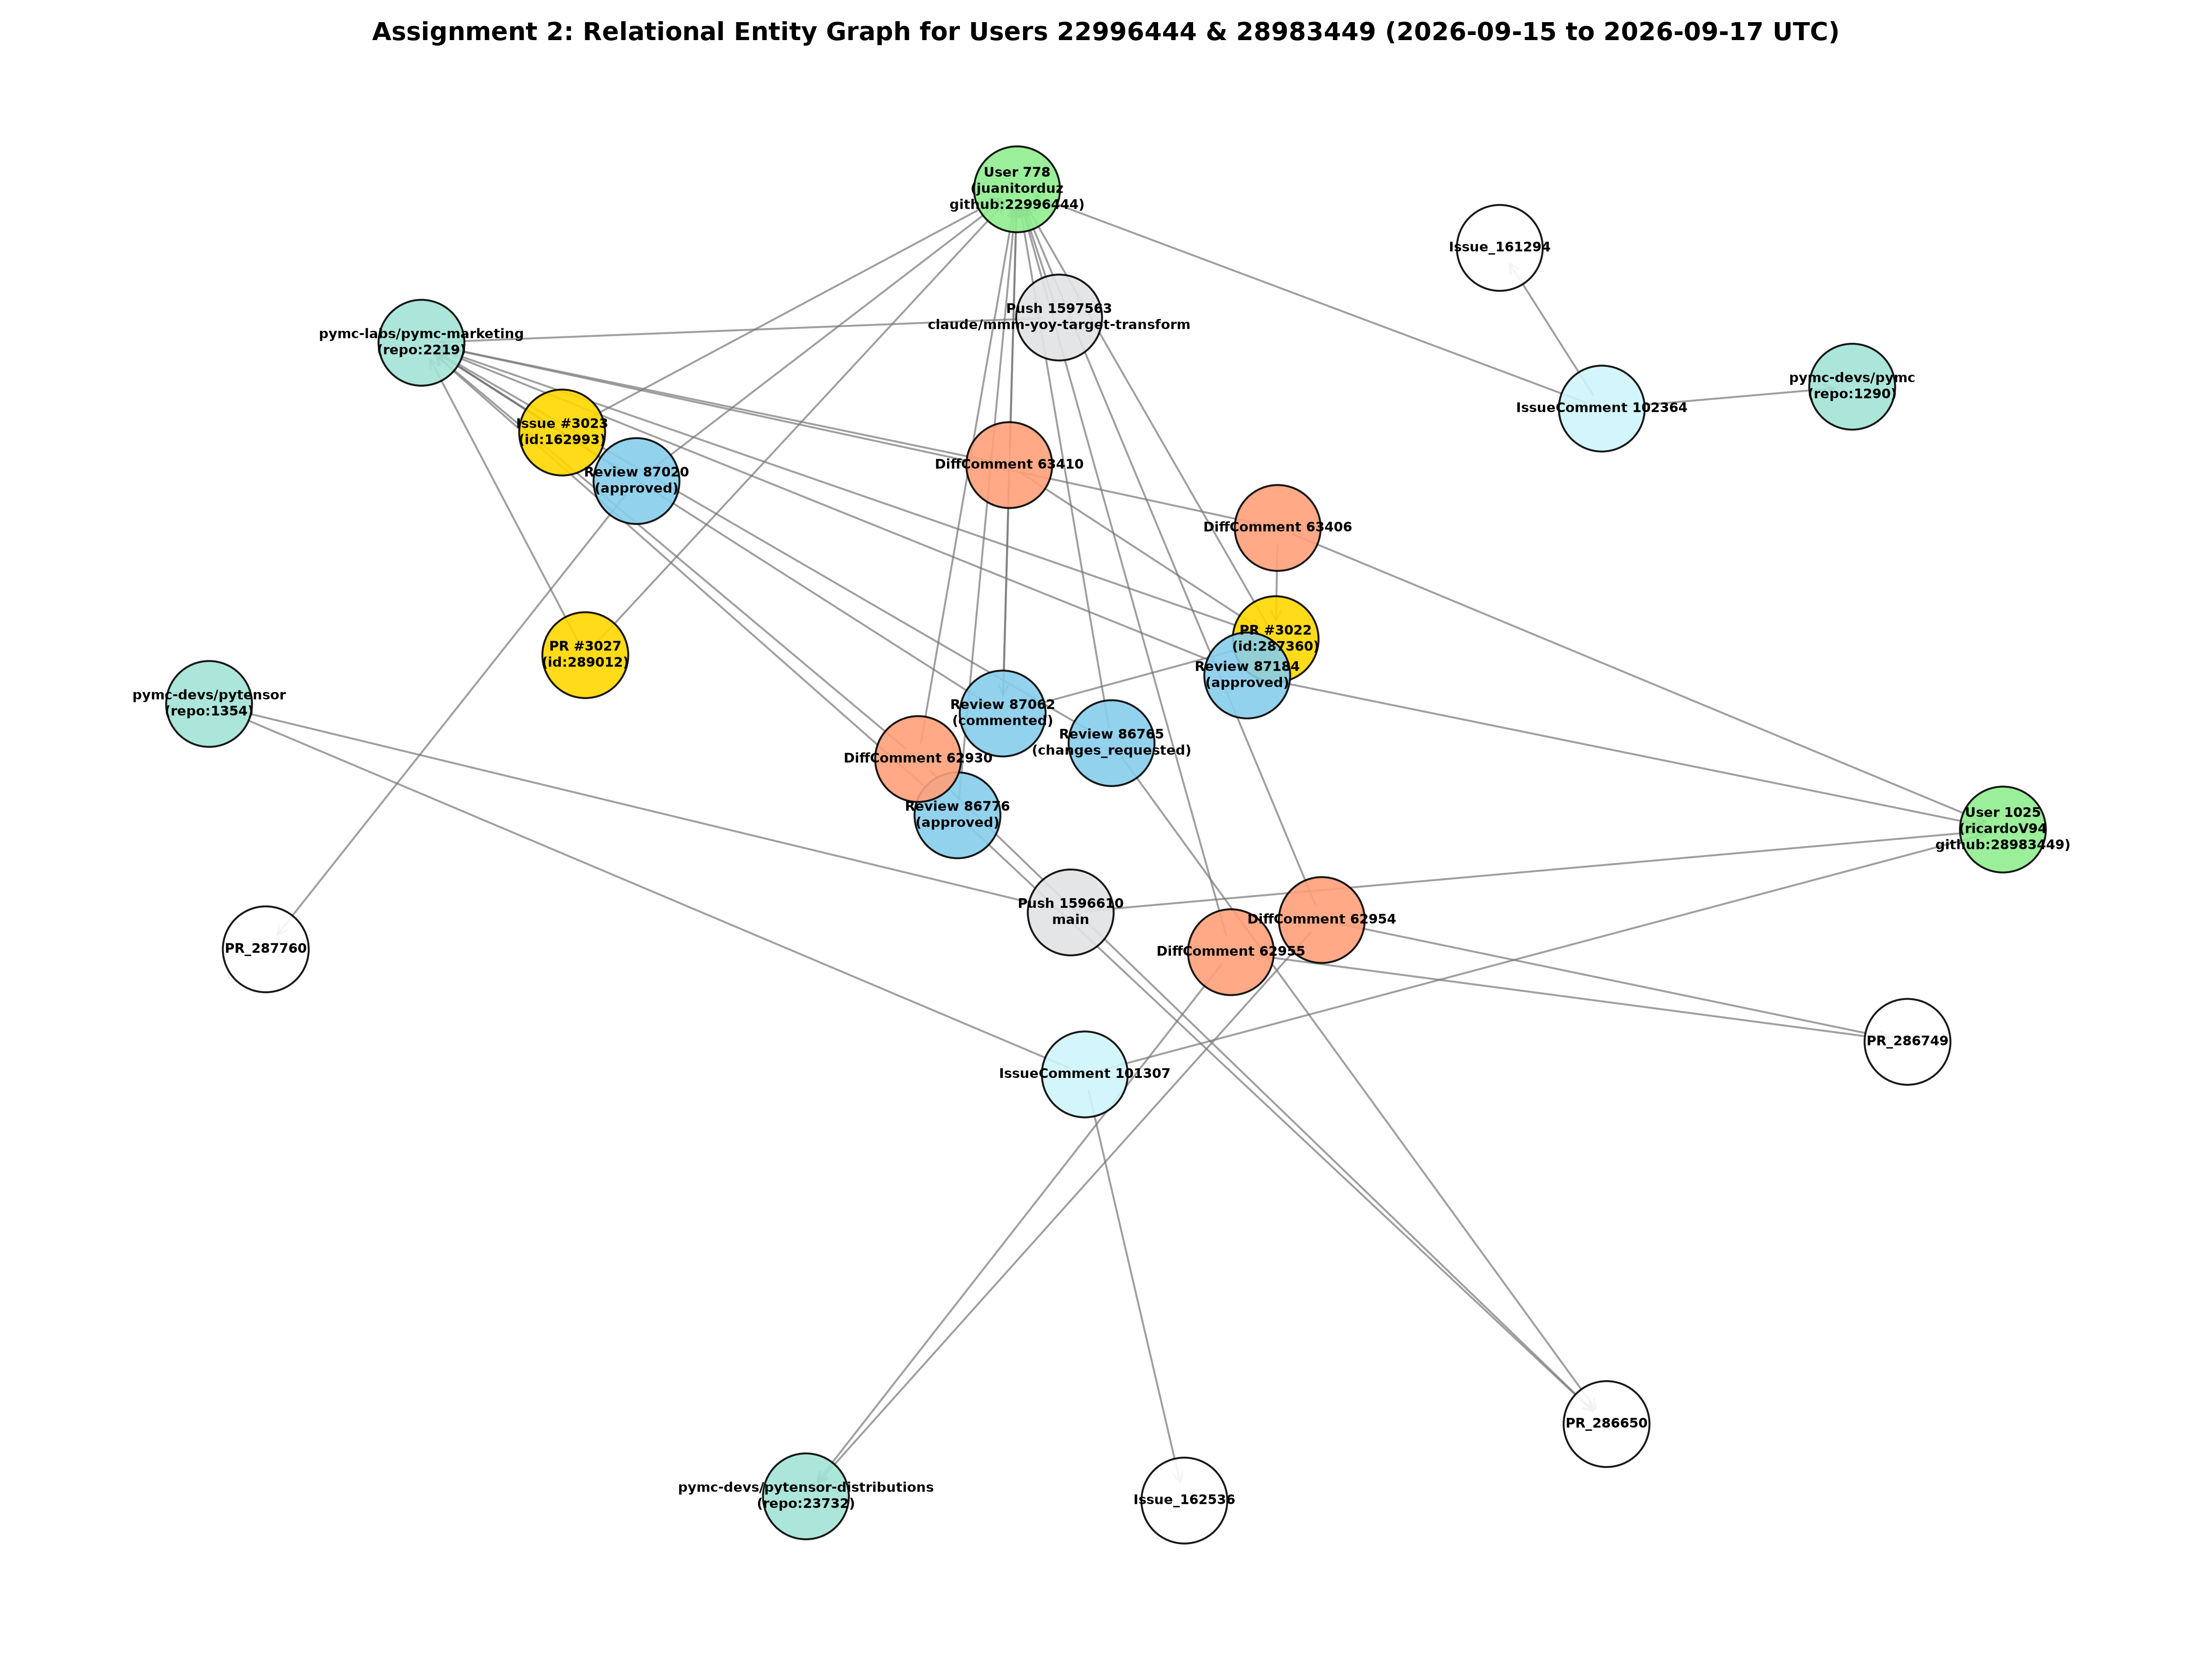 Assignment 2: Relational Entity Graph for Users 22996444 & 28983449 (2026-09-15 to 2026-09-17 UTC)
User 778
(juanitorduz
github:22996444)
Issue_161294
Push 1597563
claude/mmm-yoy-target-transform
pymc-labs/pymc-marketing
(repo:2219)
pymc-devs/pymc
(repo:1290)
IssueComment 102364
Issue #3023
(id:162993)
Review 87020
(approved)
DiffComment 63410
DiffComment 63406
PR #3022
(id:287360)
PR #3027
(id:289012)
Review 87184
(approved)
pymc-devs/pytensor
(repo:1354)
Review 87062
(commented)
Review 86765
(changes_requested)
DiffComment 62930
Review 86776
(approved)
User 1025
(ricardoV94
github:28983449)
Push 1596610
main
DiffComment 62954
DiffComment 62955
PR_287760
PR_286749
IssueComment 101307
PR_286650
pymc-devs/pytensor-distributions
(repo:23732)
Issue_162536